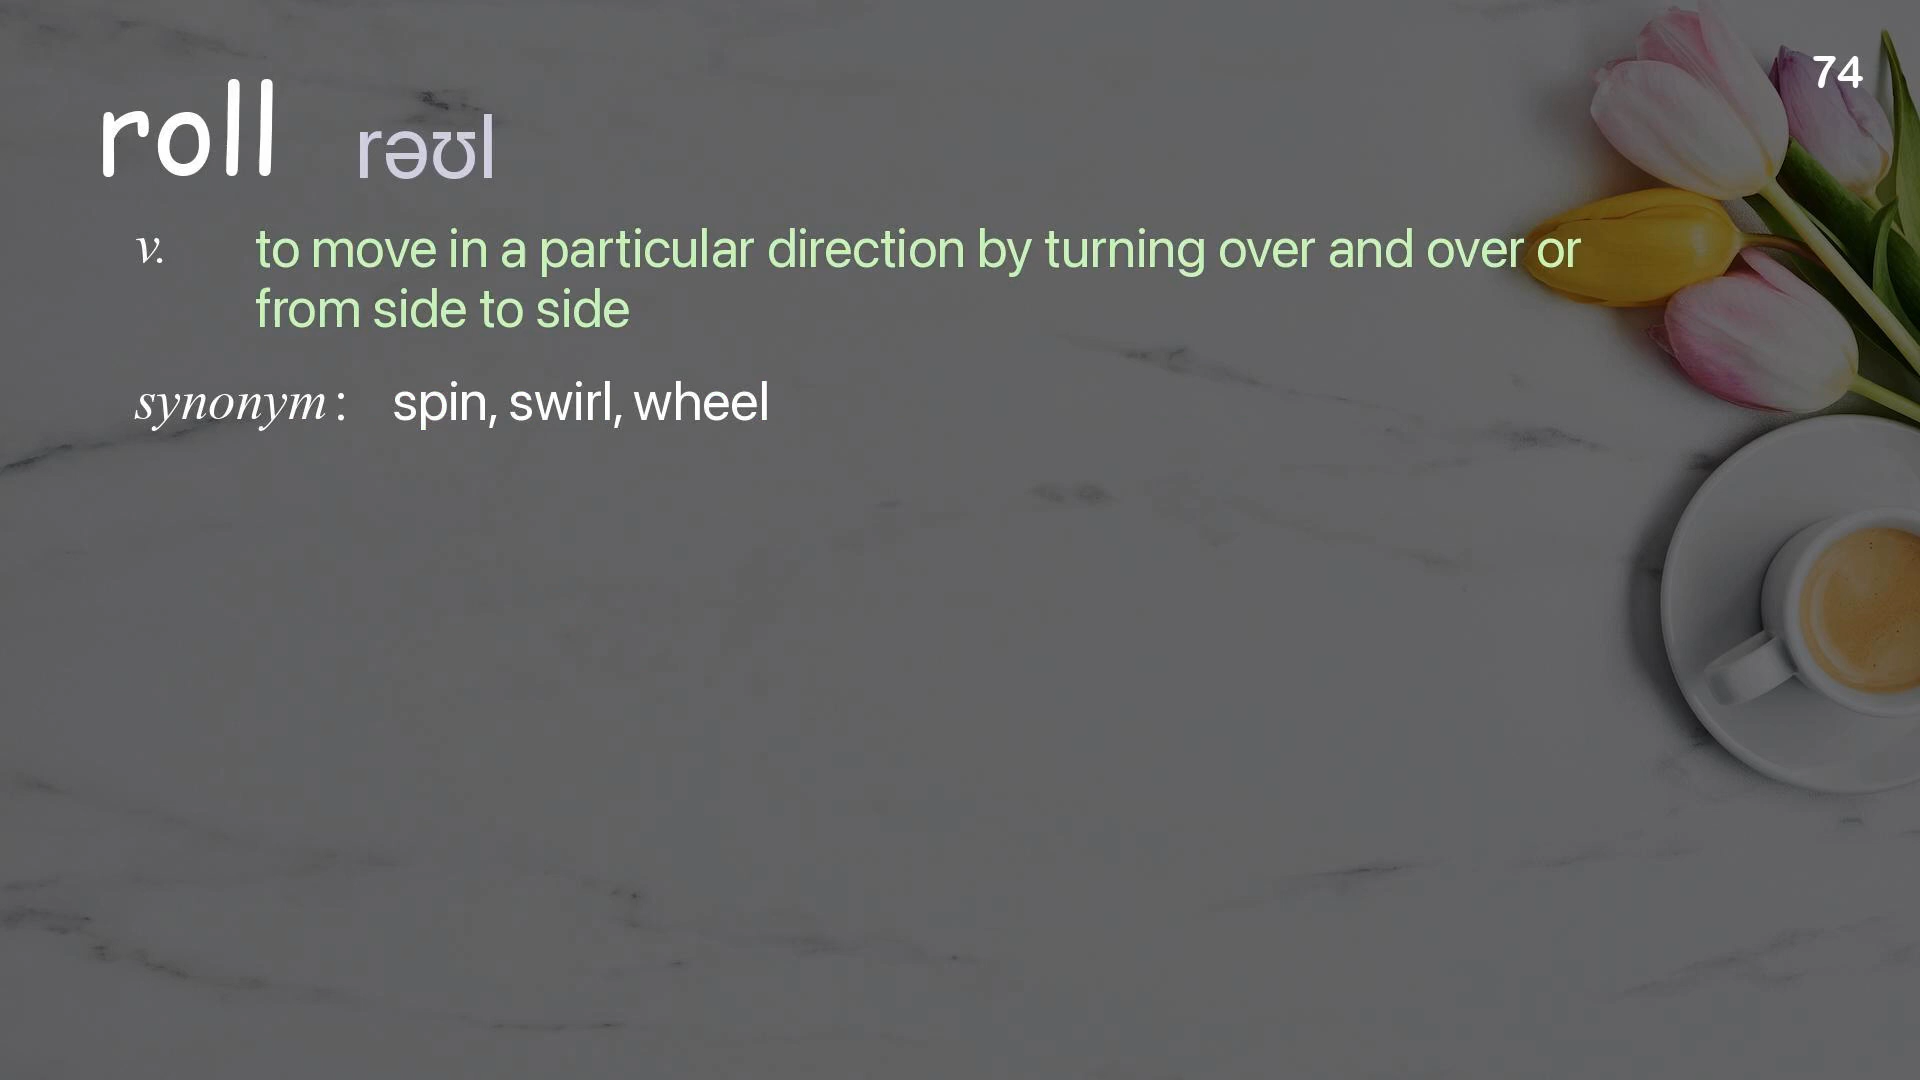 74
roll rəʊl
v. to move in a particular direction by turning over and over or
from side to side
synonym : spin, swirl, wheel